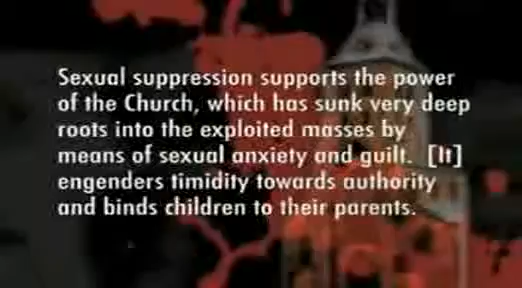 Sexual suppression supports the power
of the Church, which has sunk very deep
roots into the exploited masses by
means of sexual anxiety and guilt. [It]
engenders timidity towards authority
and binds children to their parents.